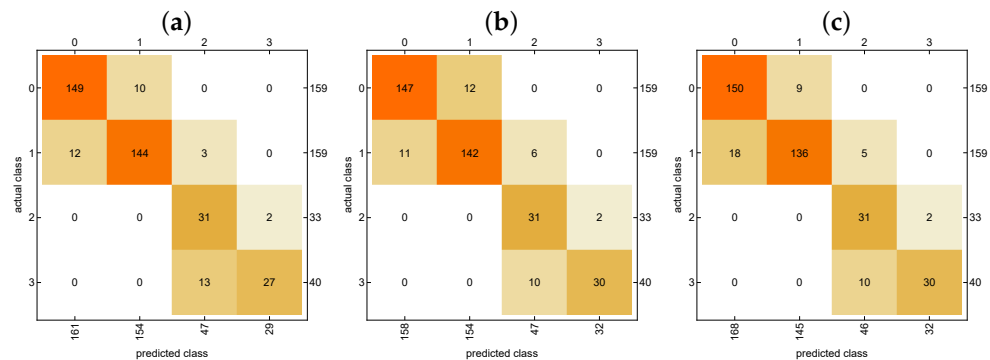 (a) (b) (c)
0 1 2 3 0 1 2 3 0 1 2 3
0 149 10 0 0 159 0 147 12 0 0 159 0 150 9 0 0 159
1 12 144 3 0 159 1 11 142 6 0 159 1 18 136 5 0 159
actual class actual class actual class
2 0 0 31 2 33 2 0 0 31 2 33 2 0 0 31 2 33
3 0 0 13 27 40 3 0 0 10 30 40 3 0 0 10 30 40
161 154 47 29 158 154 47 32 168 145 46 32
predicted class predicted class predicted class